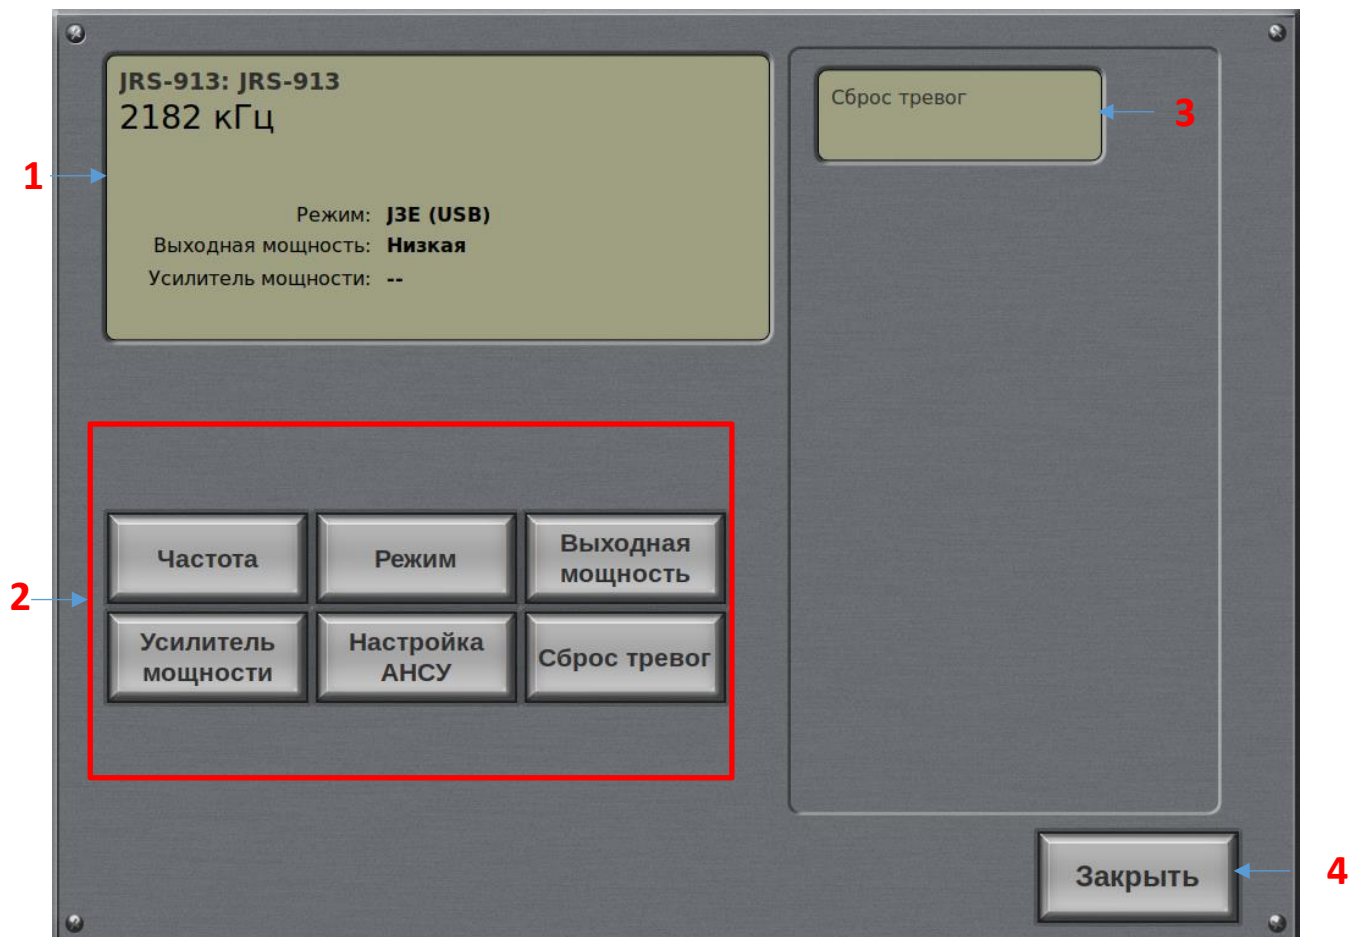 JRS-913: JRS-913
2182 кГц
Режим: J3E (USB)
Выходная мощность: Низкая
Усилитель мощности: --
Сброс тревог
3
1
Частота
Режим
Выходная
мощность
2
Усилитель
мощности
Настройка
АНСУ
Сброс тревог
Закрыть
4